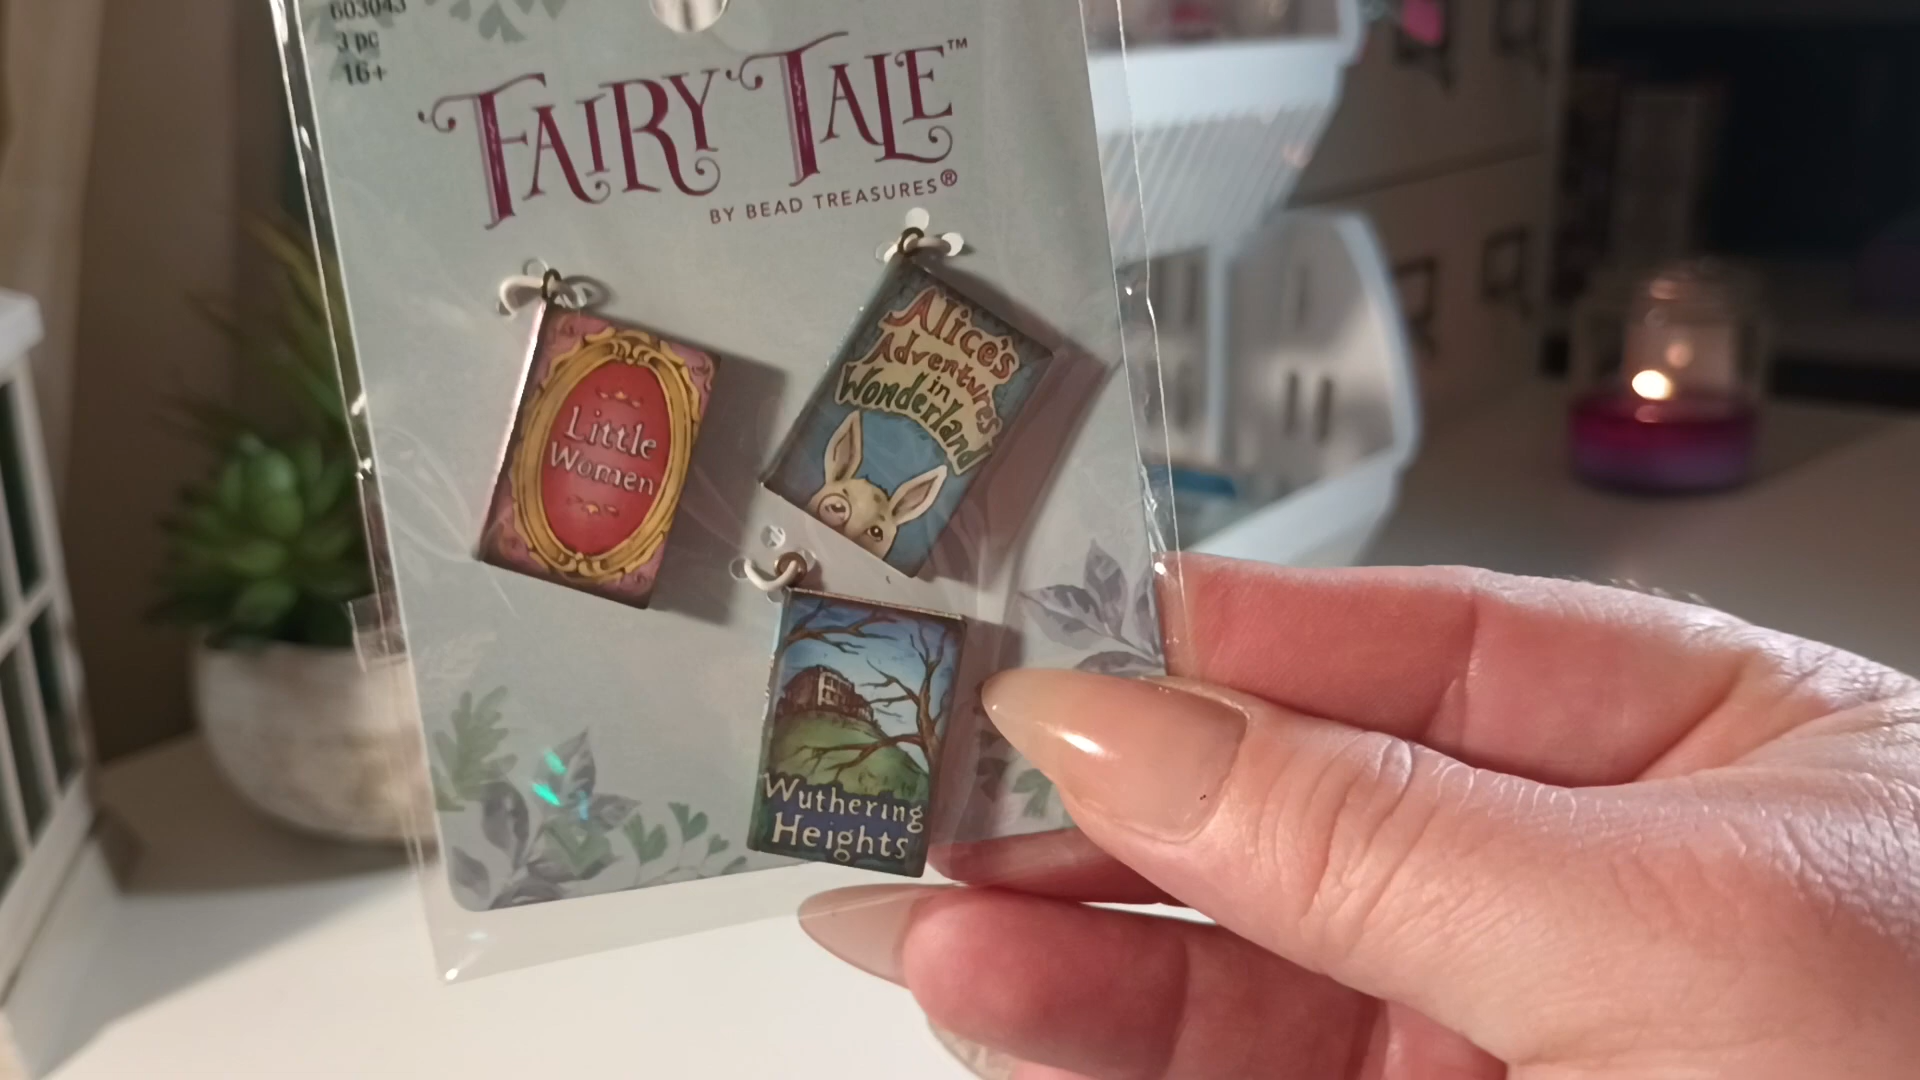 603043
3 pc
16+
FAIRY TALE™
BY BEAD TREASURES®
Little
Women
Alice's
Adventures
in
Wonderland
Wuthering
Heights